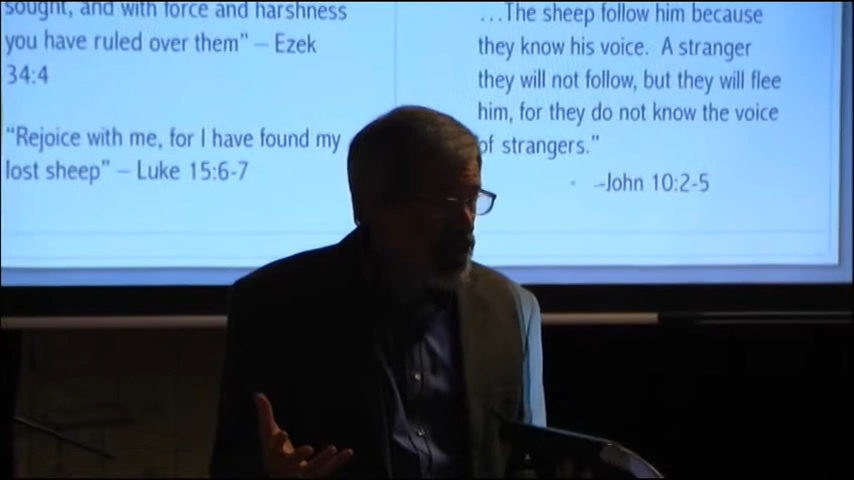 sought, and with force and harshness
you have ruled over them" – Ezek
34:4
"Rejoice with me, for I have found my
lost sheep" – Luke 15:6-7
…The sheep follow him because
they know his voice. A stranger
they will not follow, but they will flee
him, for they do not know the voice
of strangers."
-John 10:2-5